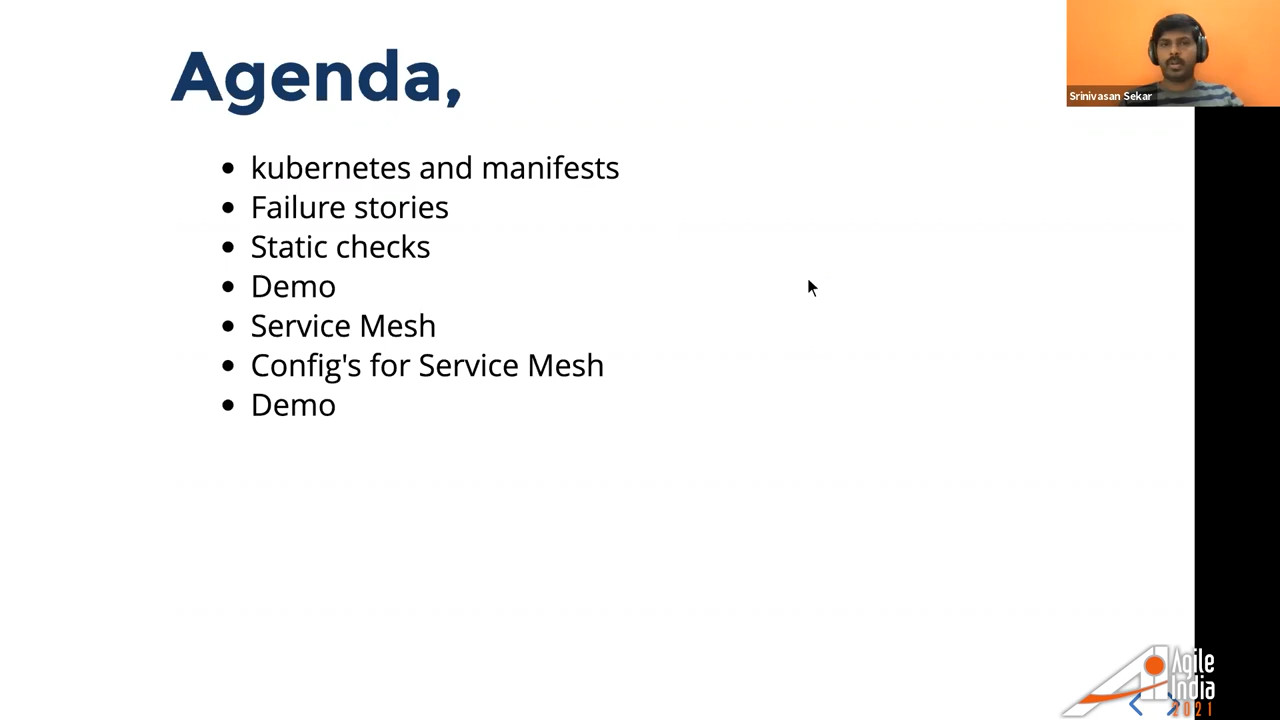 Agenda,
Srinivasan Sekar
• kubernetes and manifests
• Failure stories
• Static checks
• Demo
• Service Mesh
• Config's for Service Mesh
• Demo
Agile
India
2021